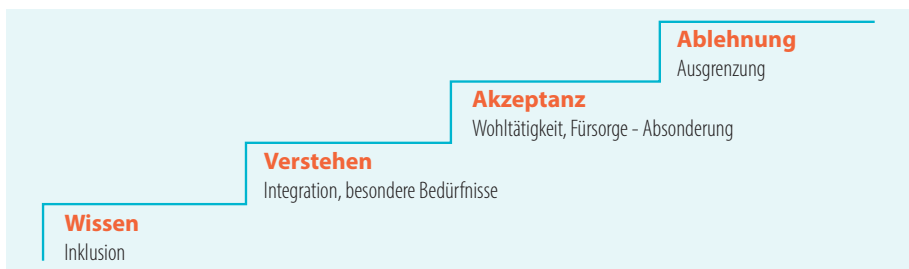 Ablehnung
Ausgrenzung
Akzeptanz
Wohltätigkeit, Fürsorge - Absonderung
Verstehen
Integration, besondere Bedürfnisse
Wissen
Inklusion